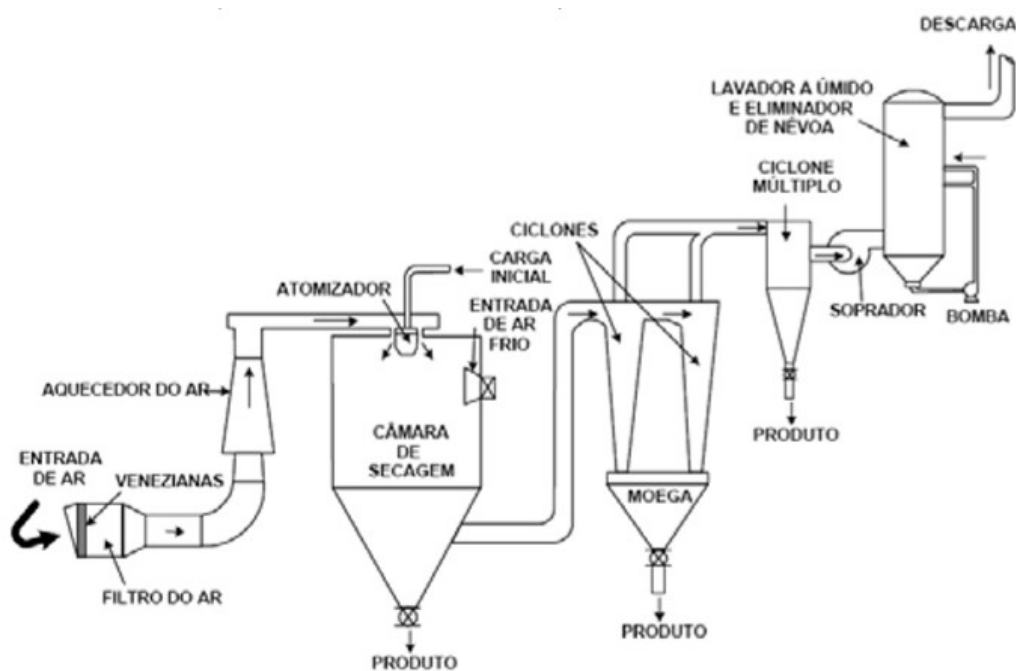 DESCARGA
LAVADOR A ÚMIDO
E ELIMINADOR
DE NÉVOA
CICLONE
MÚLTIPLO
CICLONES
CARGA
INICIAL
ATOMIZADOR
ENTRADA
DE AR
FRIO
SOPRADOR
BOMBA
AQUECEDOR DO AR
CÂMARA
DE
SECAGEM
PRODUTO
ENTRADA
DE AR
VENEZIANAS
MOEGA
FILTRO DO AR
PRODUTO
PRODUTO